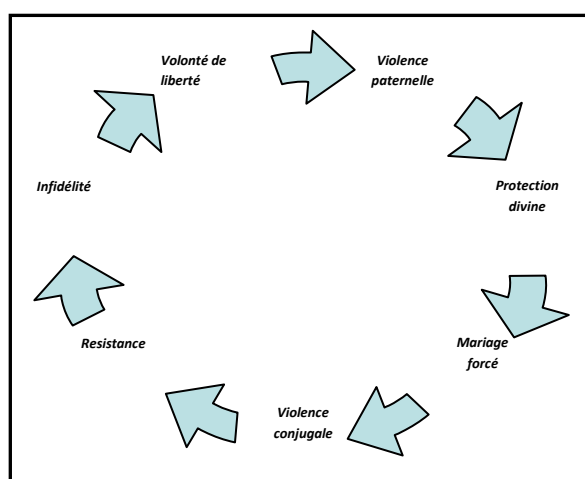 Volonté de
liberté
Violence
paternelle
Protection
divine
Mariage
forcé
Violence
conjugale
Resistance
Infidélité